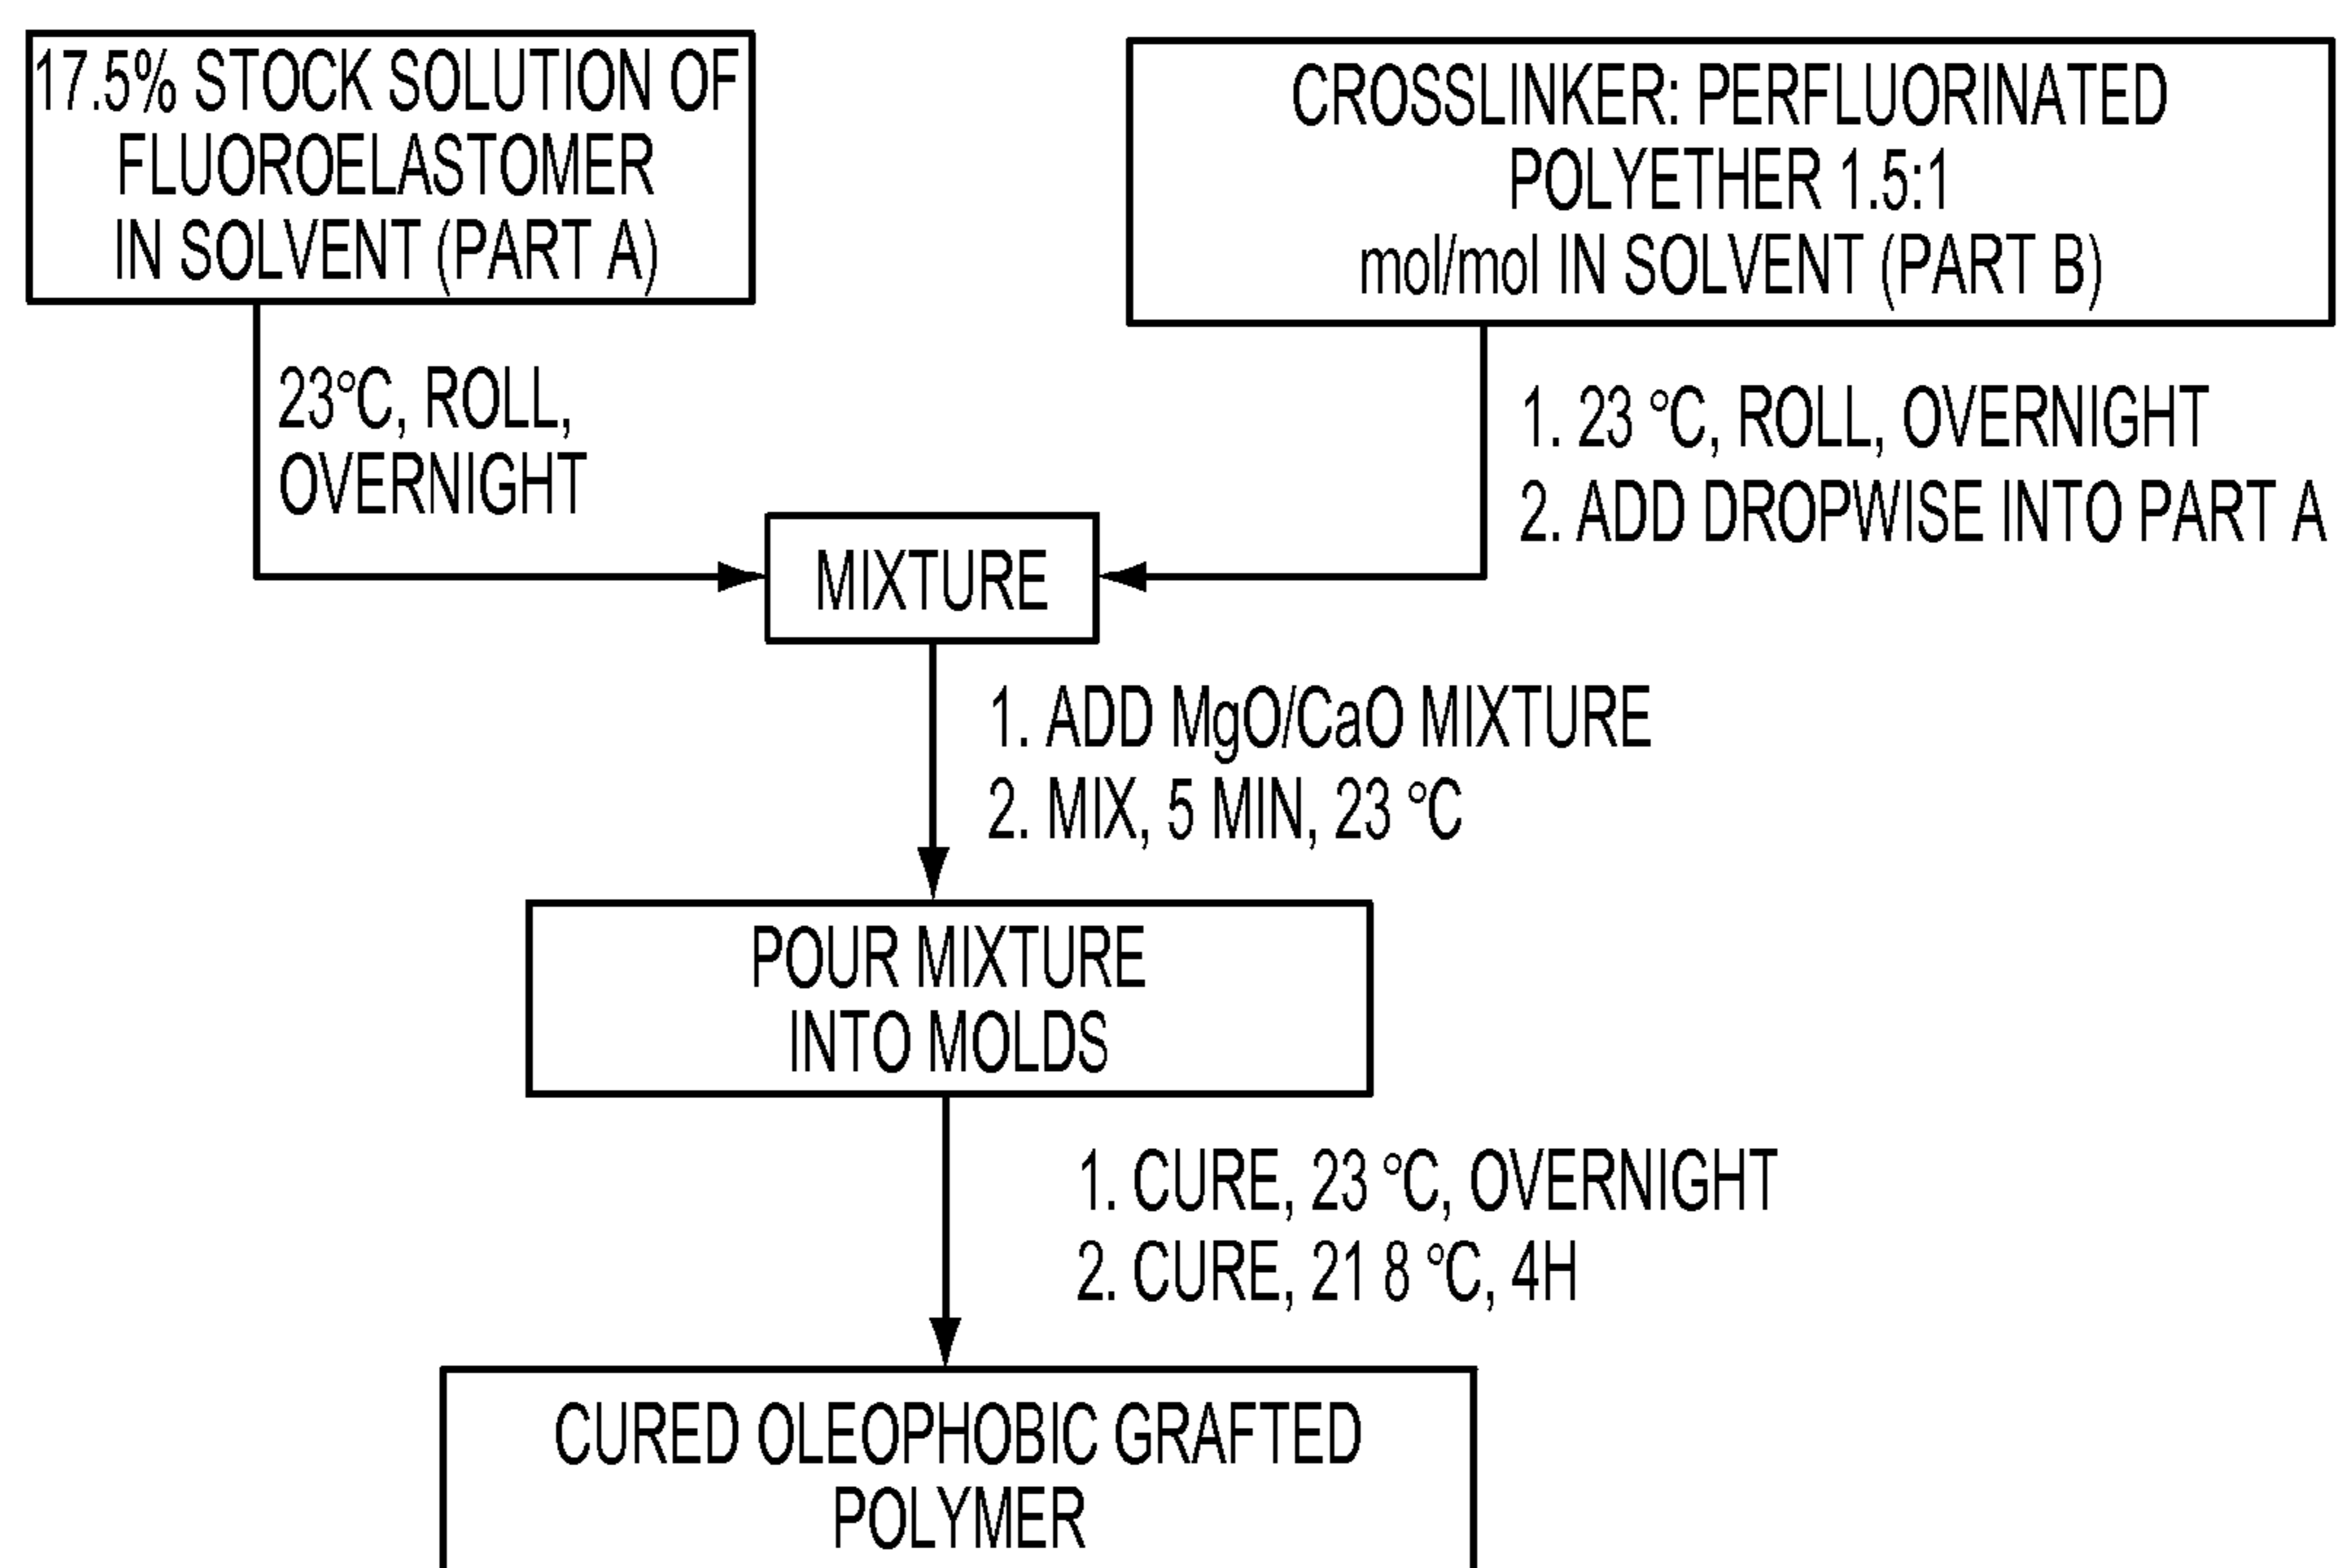 17.5% STOCK SOLUTION OF
FLUOROELASTOMER
IN SOLVENT (PART A)
CROSSLINKER: PERFLUORINATED
POLYETHER 1.5:1
mol/mol IN SOLVENT (PART B)
23°C, ROLL,
OVERNIGHT
1. 23 °C, ROLL, OVERNIGHT
2. ADD DROPWISE INTO PART A
MIXTURE
1. ADD MgO/CaO MIXTURE
2. MIX, 5 MIN, 23 °C
POUR MIXTURE
INTO MOLDS
1. CURE, 23 °C, OVERNIGHT
2. CURE, 21 8 °C, 4H
CURED OLEOPHOBIC GRAFTED
POLYMER